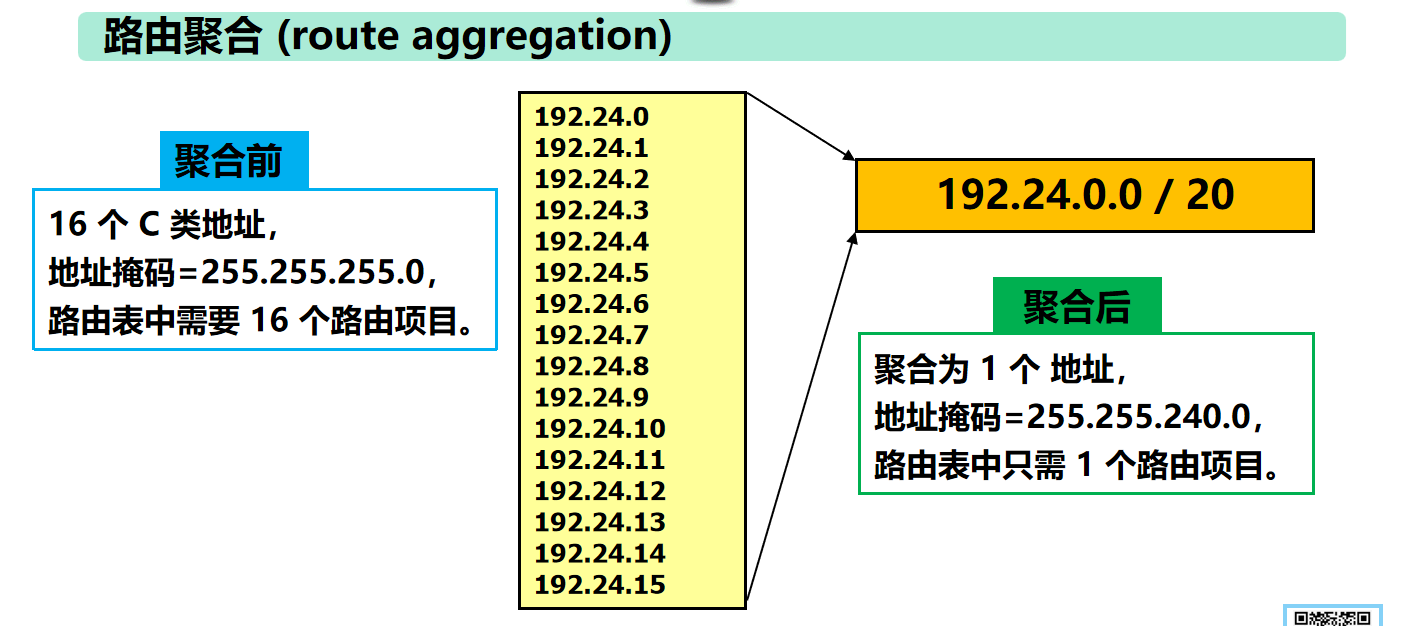 路由聚合 (route aggregation)
聚合前
16 个 C 类地址，
地址掩码=255.255.255.0，
路由表中需要 16 个路由项目。
192.24.0
192.24.1
192.24.2
192.24.3
192.24.4
192.24.5
192.24.6
192.24.7
192.24.8
192.24.9
192.24.10
192.24.11
192.24.12
192.24.13
192.24.14
192.24.15
192.24.0.0 / 20
聚合后
聚合为 1 个 地址，
地址掩码=255.255.240.0，
路由表中只需 1 个路由项目。